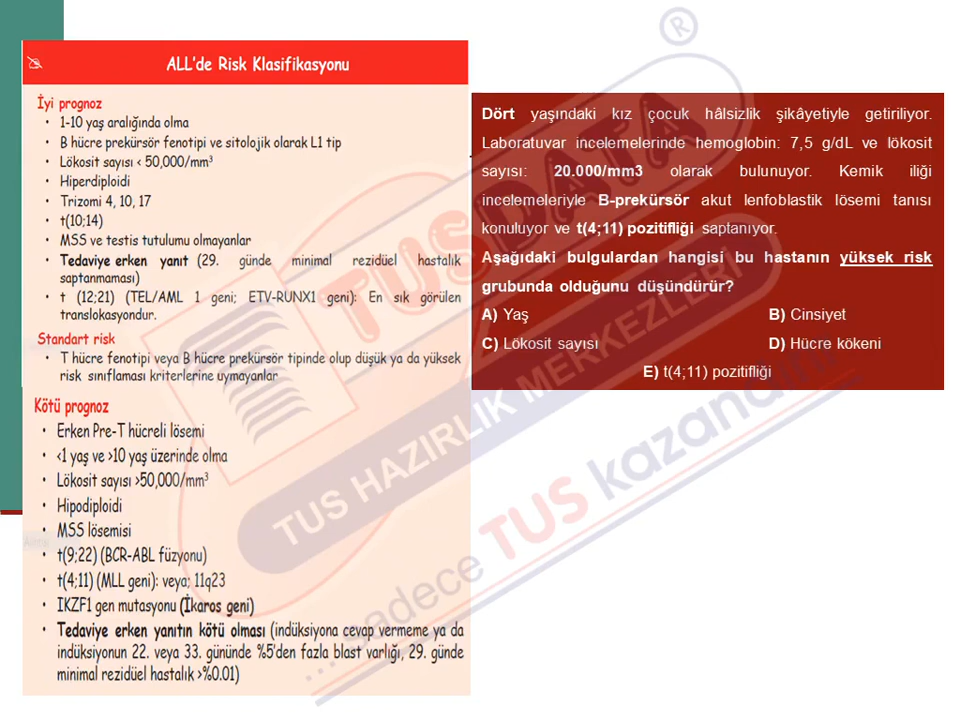 ALL'de Risk Klasifikasyonu
İyi prognoz
• 1-10 yaş aralığında olma
• B hücre prekürsör fenotipi ve sitolojik olarak L1 tip
• Lökosit sayısı < 50,000/mm³
• Hiperdiploidi
• Trizomi 4, 10, 17
• t(10;14)
• MSS ve testis tutulumu olmayanlar
• Tedaviye erken yanıt (29. günde minimal rezidüel hastalık
saptanmaması)
• t (12;21) (TEL/AML 1 geni; ETV-RUNX1 geni): En sık görülen
translokasyondur.
Standart risk
• T hücre fenotipi veya B hücre prekürsör tipinde olup düşük ya da yüksek
risk sınıflaması kriterlerine uymayanlar
Kötü prognoz
• Erken Pre-T hücreli lösemi
• <1 yaş ve >10 yaş üzerinde olma
• Lökosit sayısı >50,000/mm³
• Hipodiploidi
• MSS lösemisi
• t(9;22) (BCR-ABL füzyonu)
• t(4;11) (MLL geni): veya; 11q23
• IKZF1 gen mutasyonu (İkaros geni)
• Tedaviye erken yanıtın kötü olması (indüksiyona cevap vermeme ya da
indüksiyonun 22. veya 33. gününde %5'den fazla blast varlığı, 29. günde
minimal rezidüel hastalık >%0.01)
Dört yaşındaki kız çocuk hâlsizlik şikâyetiyle getiriliyor.
Laboratuvar incelemelerinde hemoglobin: 7,5 g/dL ve lökosit
sayısı: 20.000/mm3 olarak bulunuyor. Kemik iliği
incelemeleriyle B-prekürsör akut lenfoblastik lösemi tanısı
konuluyor ve t(4;11) pozitifliği saptanıyor.
Aşağıdaki bulgulardan hangisi bu hastanın yüksek risk
grubunda olduğunu düşündürür?
A) Yaş B) Cinsiyet
C) Lökosit sayısı D) Hücre kökeni
E) t(4;11) pozitifliği
®
TUSDATA
TUS HAZIRLIK MERKEZLERİ
... sadece TUS kazandırır